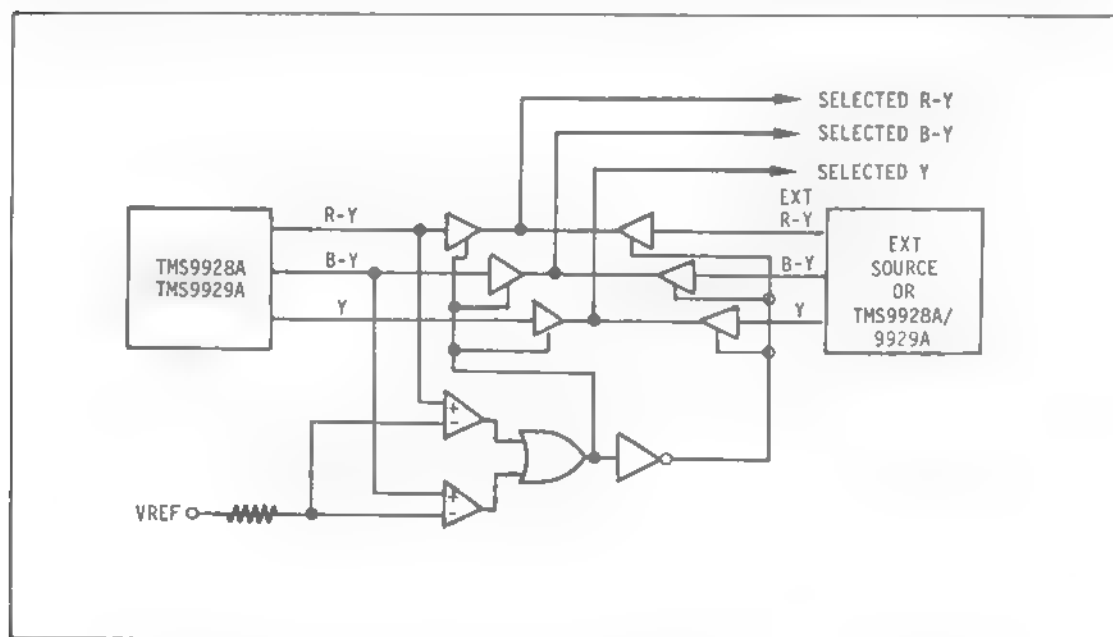 SELECTED R-Y
SELECTED B-Y
SELECTED Y
EXT
R-Y
R-Y
TMS9928A
TMS9929A
B-Y
Y
B-Y
Y
EXT
SOURCE
OR
TMS9928A/
9929A
+
-
+
-
VREF